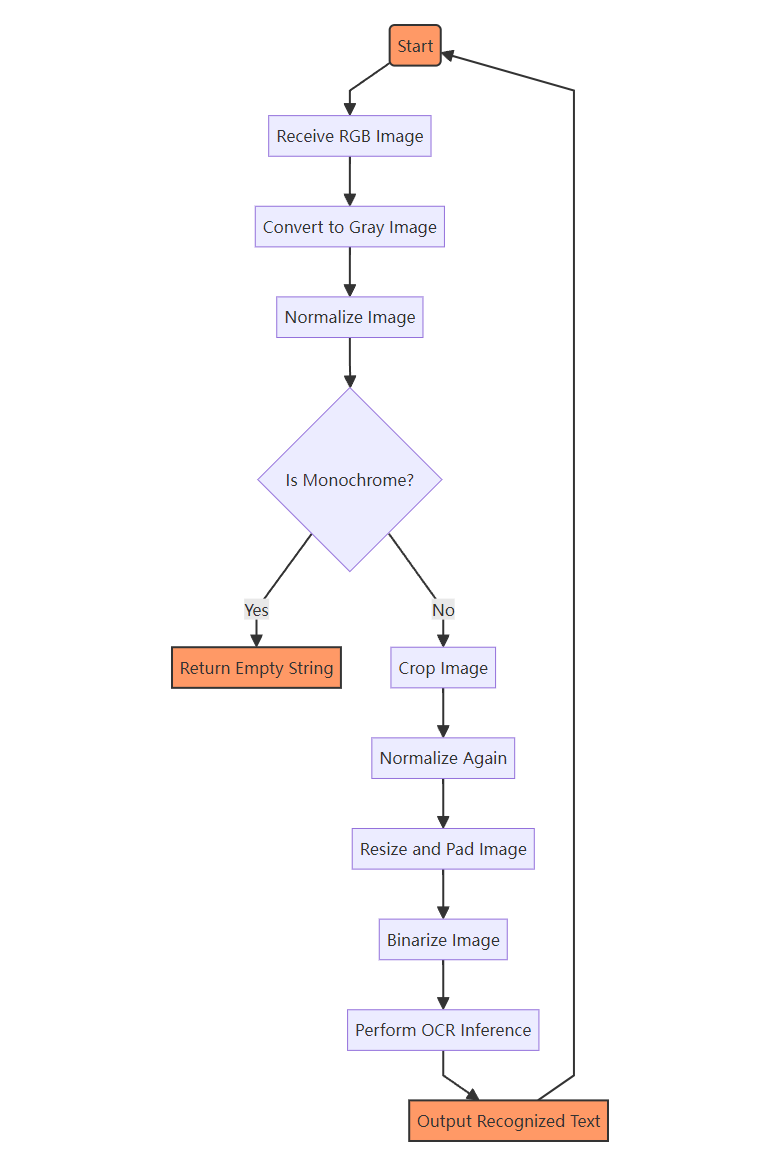 Start
Receive RGB Image
Convert to Gray Image
Normalize Image
Is Monochrome?
Yes
No
Return Empty String
Crop Image
Normalize Again
Resize and Pad Image
Binarize Image
Perform OCR Inference
Output Recognized Text